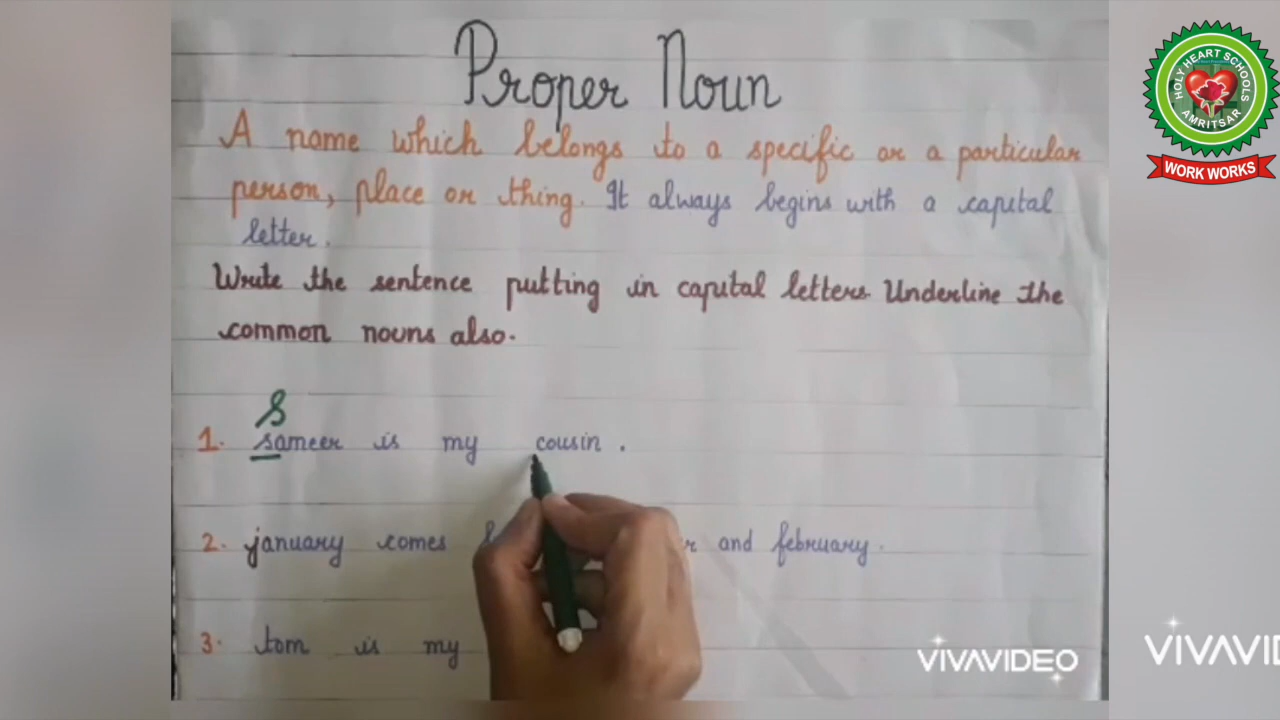 Proper Noun
A name which belongs to a specific or a particular
person, place or thing. It always begins with a capital
letter.
Write the sentence putting in capital letters. Underline the
common nouns also.
S
1. sameer is my cousin.
2. january comes and february.
3. tom is my
HOLY HEART SCHOOLS
AMRITSAR
WORK WORKS
VIVAVIDEO
VIVAVID